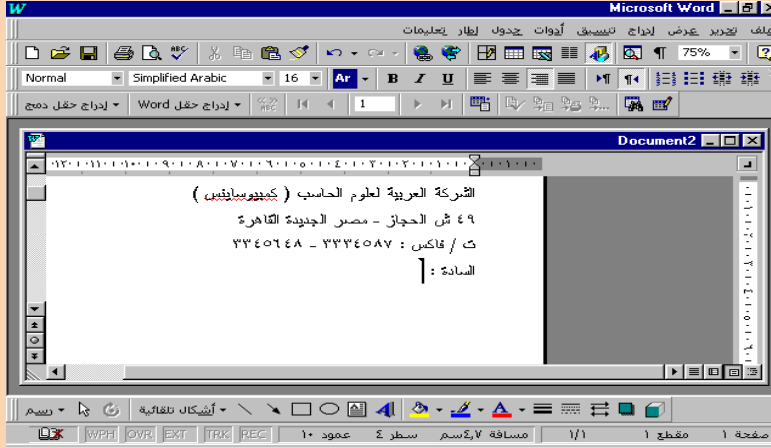 Microsoft Word
ملف تحرير عرض إدراج تنسيق أدوات جدول إطار تعليمات
75%
Normal Simplified Arabic 16 Ar B I U
إدراج حقل دمج إدراج حقل Word 1
Document2
الشركة العربية لعلوم الحاسب ( كمبيوساينس )
٤٩ ش الحجاز - مصر الجديدة القاهرة
ت / فاكس : ٣٣٣٤٥٨٧ - ٣٣٤٥٦٤٨
السادة :
رسم أشكال تلقائية
صفحة ١ مقطع ١ ١/١ مسافة ٤,٧سم سطر ٤ عمود ١٠ REC TRK EXT OVR WPH